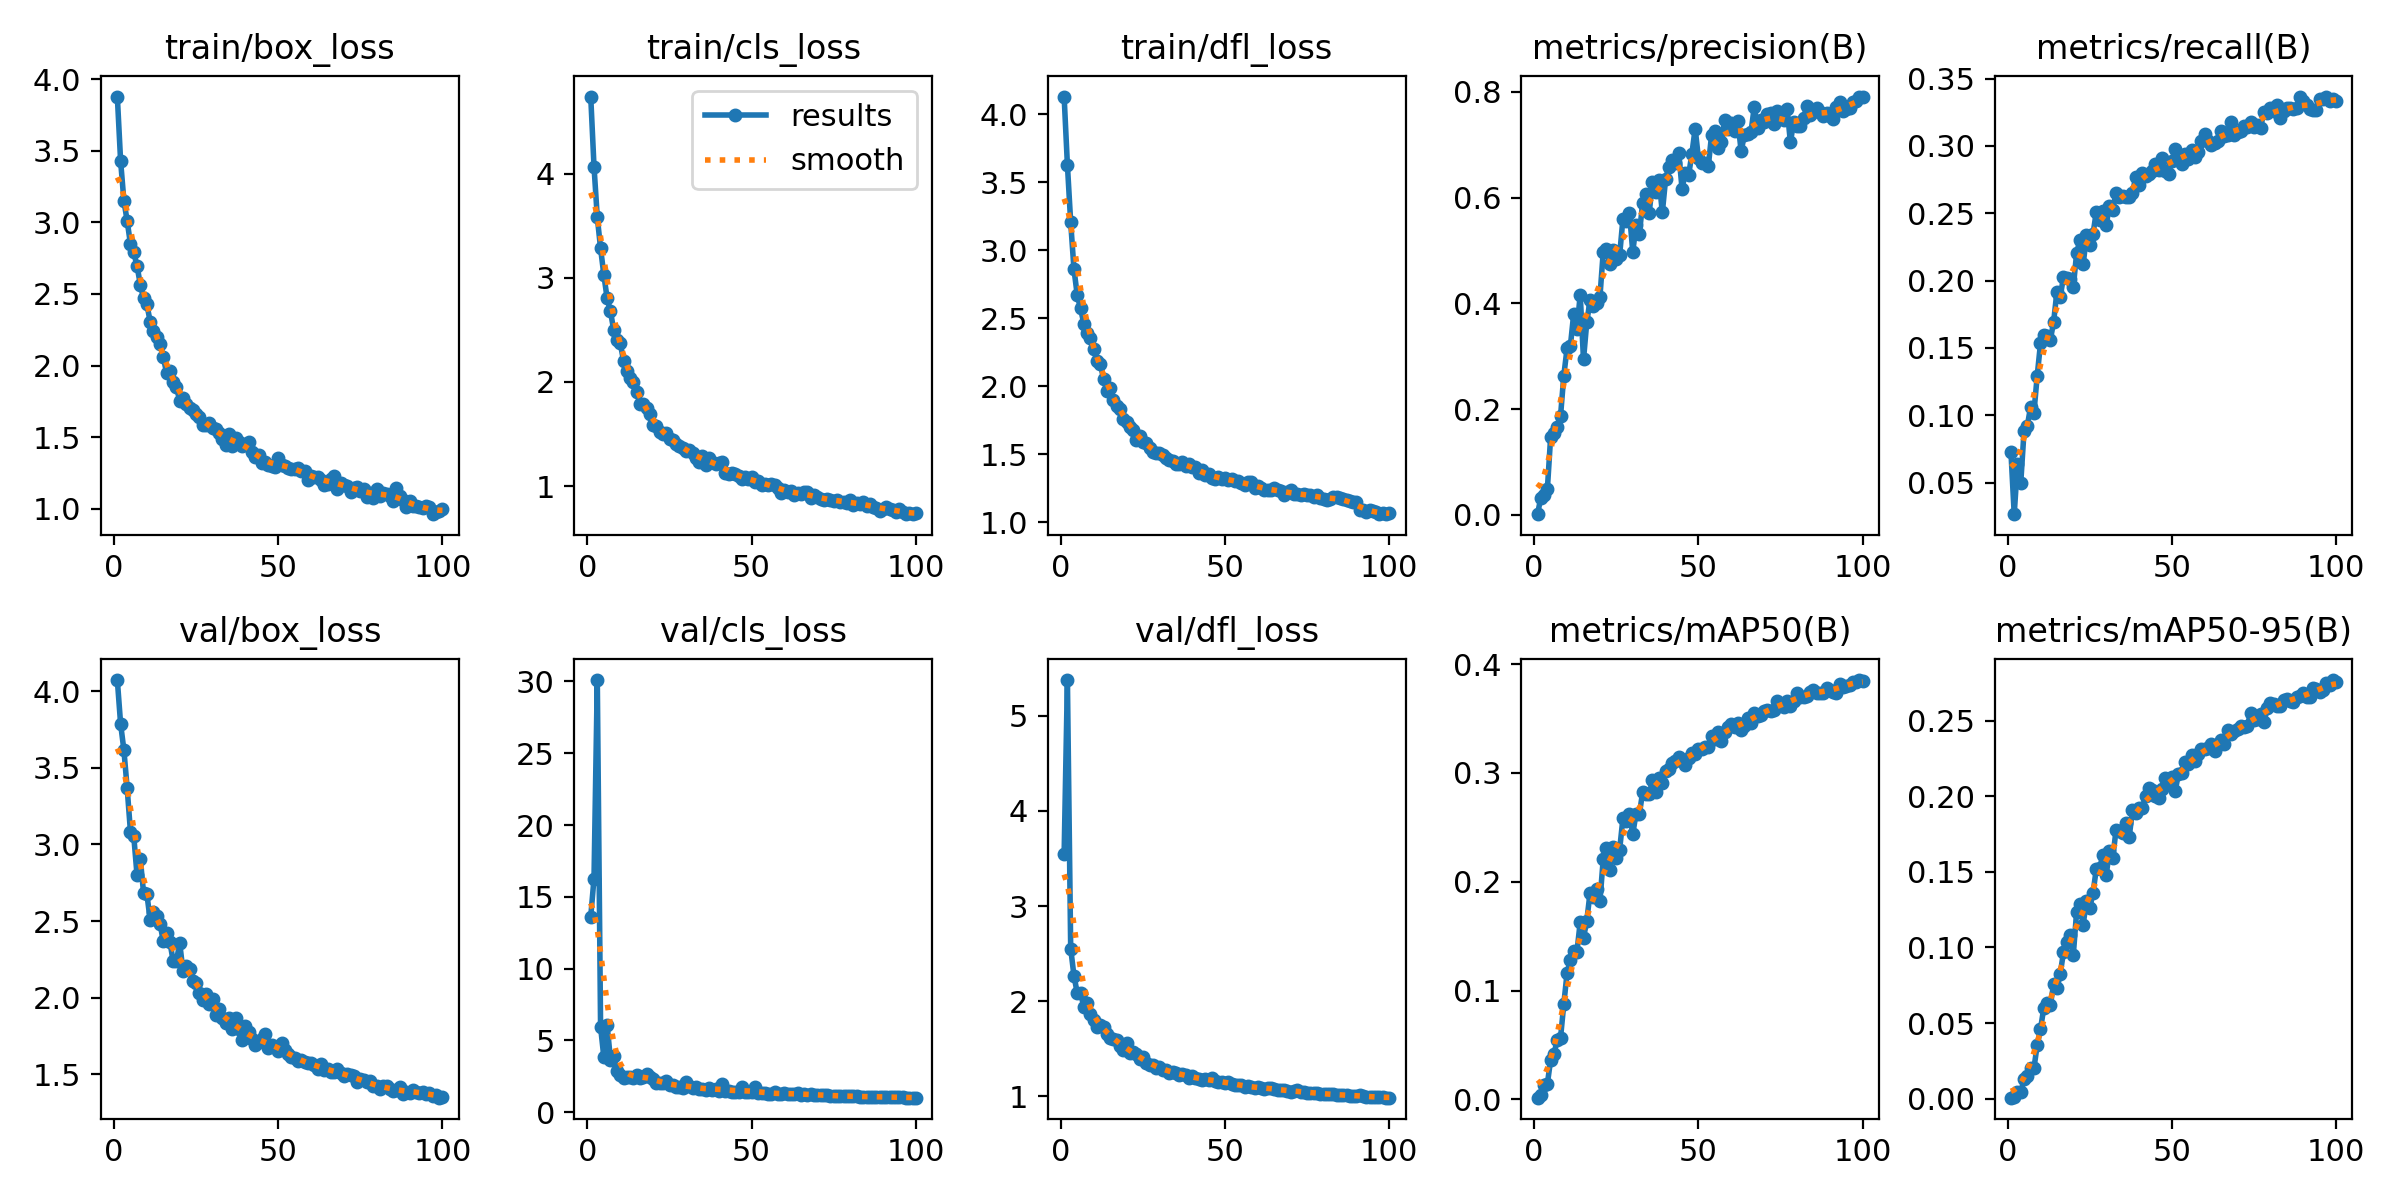 train/box_loss
train/cls_loss
train/dfl_loss
metrics/precision(B)
metrics/recall(B)
4.0
3.5
3.0
2.5
2.0
1.5
1.0
0 50 100
results
smooth
4
2
3
1
0 50 100
4.0
3.5
3.0
2.5
2.0
1.5
1.0
0 50 100
0.8
0.6
0.4
0.2
0.0
0 50 100
0.35
0.30
0.25
0.20
0.15
0.10
0.05
0 50 100
val/box_loss
val/cls_loss
val/dfl_loss
metrics/mAP50(B)
metrics/mAP50-95(B)
4.0
3.5
3.0
2.5
2.0
1.5
0 50 100
30
25
20
15
10
5
0
0 50 100
5
4
3
2
1
0 50 100
0.4
0.3
0.2
0.1
0.0
0 50 100
0.25
0.20
0.15
0.10
0.05
0.00
0 50 100